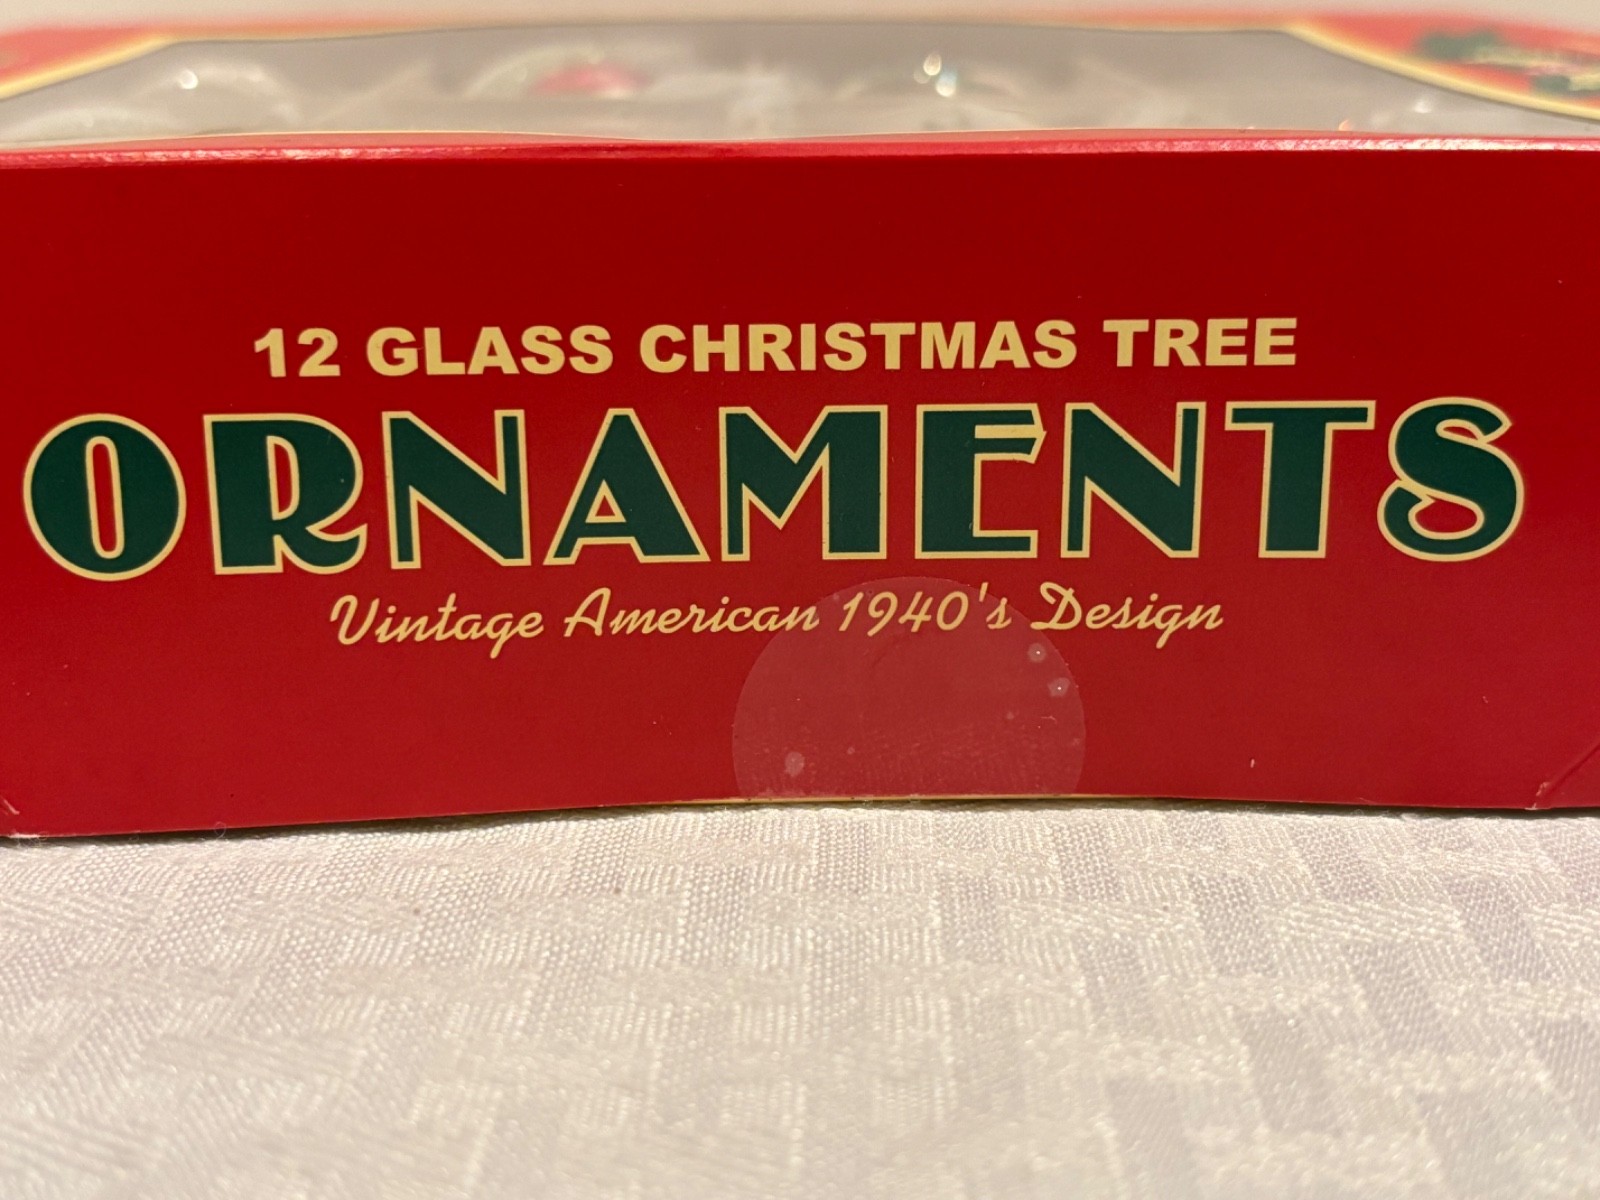 12 GLASS CHRISTMAS TREE
ORNAMENTS
Vintage American 1940's Design